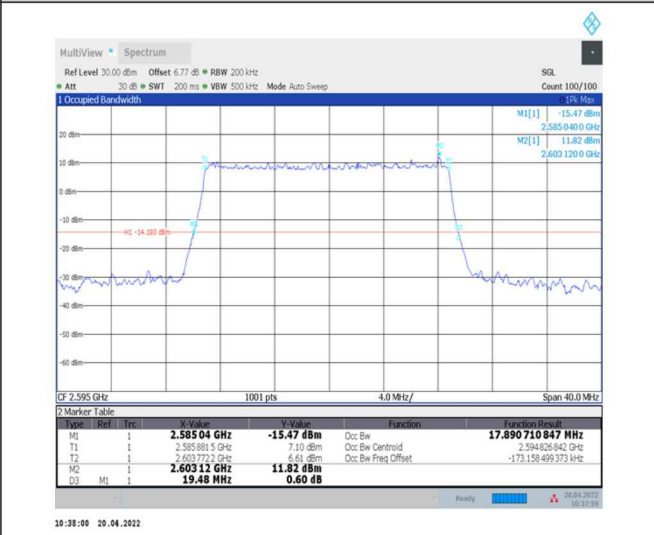 MultiView Spectrum
Ref Level 30.00 dBm Offset 6.77 dB RBW 200 kHz SGL
Att 30 dB SWT 200 ms VBW 500 kHz Mode Auto Sweep Count 100/100
1 Occupied Bandwidth 1Pk Max
M1[1] -15.47 dBm
2.58504 00 GHz
M2[1] 11.82 dBm
2.603120 0 GHz
20 dBm
10 dBm
0 dBm
-10 dBm
H1 -14.183 dBm
-20 dBm
-30 dBm
-40 dBm
-50 dBm
-60 dBm
CF 2.595 GHz 1001 pts 4.0 MHz/ Span 40.0 MHz
2 Marker Table
Type Ref Trc X-Value Y-Value Function Function Result
M1 1 2.58504 GHz -15.47 dBm Occ Bw 17.890 710 847 MHz
T1 1 2.585 881 5 GHz 7.10 dBm Occ Bw Centroid 2.594 826 842 GHz
T2 1 2.603 772 2 GHz 6.61 dBm Occ Bw Freq Offset -173.158 499 373 kHz
M2 1 2.60312 GHz 11.82 dBm
D3 M1 1 19.48 MHz 0.60 dB
Ready 20.04.2022
10:37:59
10:38:00 20.04.2022